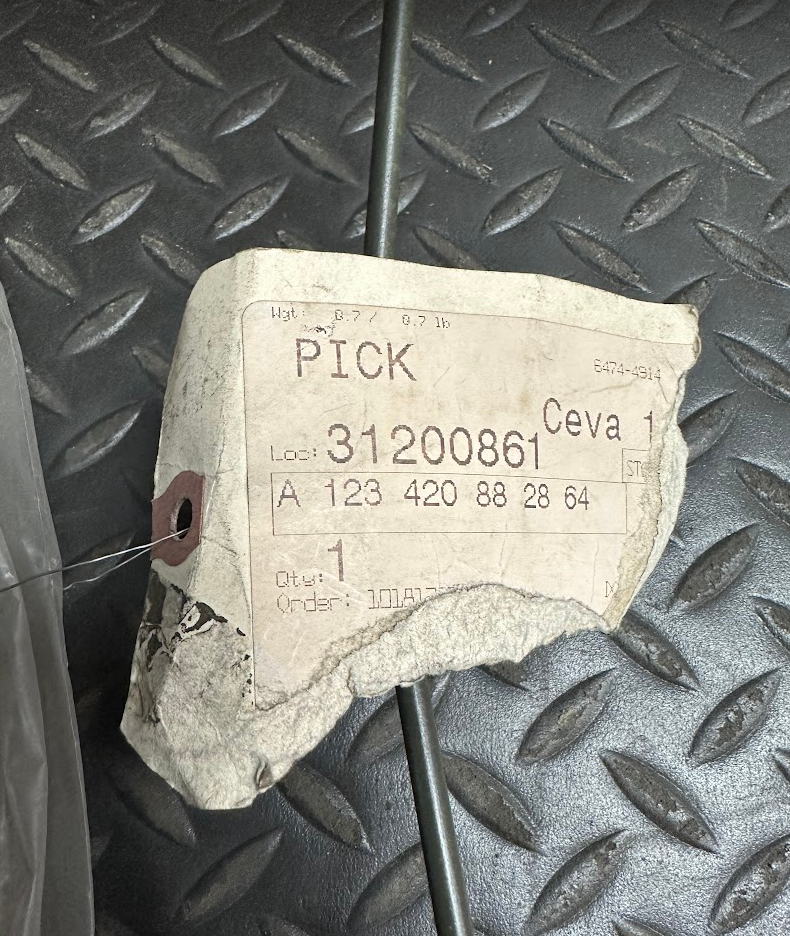 Wgt: 0.7 / 0.7 lb
PICK
6474-4914
Ceva 1
Loc: 31200861
A 123 420 88 28 64
Qty: 1
Order: